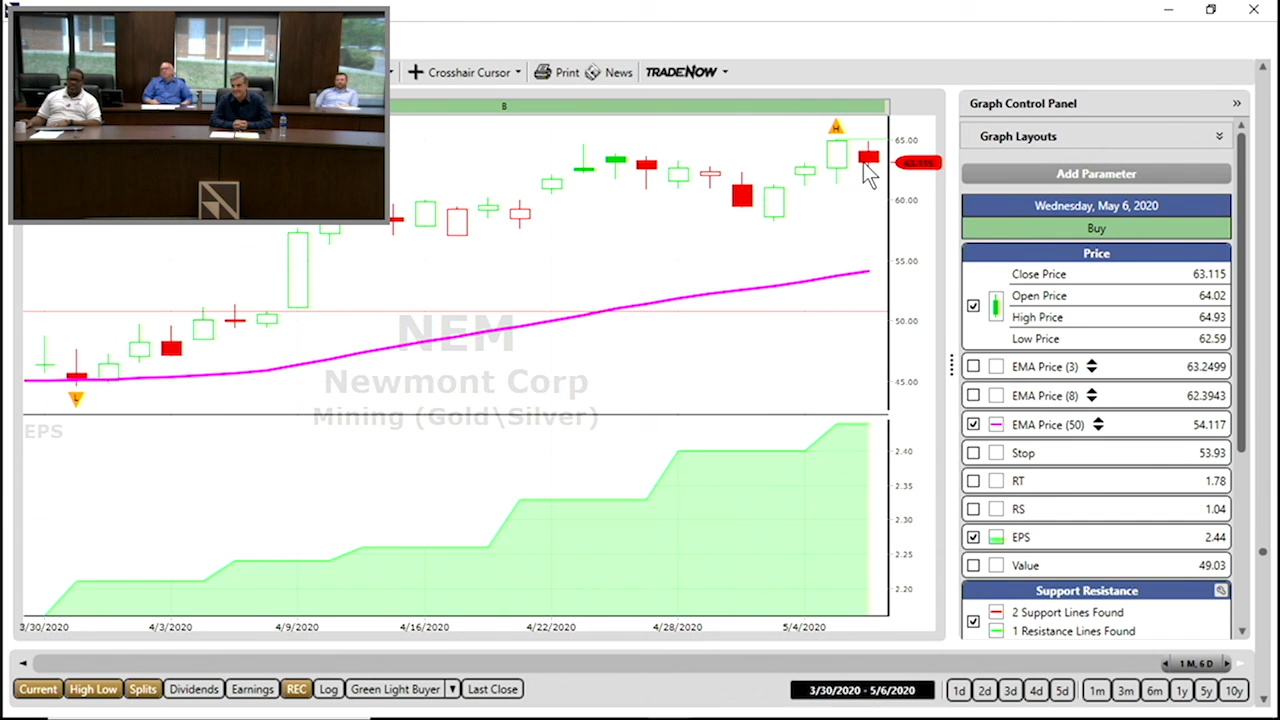 Crosshair Cursor
Print
News
TRADENOW
B
H
65.00
63.115
60.00
55.00
50.00
45.00
L
NEM
Newmont Corp
Mining (Gold\Silver)
EPS
2.40
2.35
2.30
2.25
2.20
3/30/2020 4/3/2020 4/9/2020 4/16/2020 4/22/2020 4/28/2020 5/4/2020
Graph Control Panel
Graph Layouts
Add Parameter
Wednesday, May 6, 2020
Buy
Price
Close Price 63.115
Open Price 64.02
High Price 64.93
Low Price 62.59
EMA Price (3) 63.2499
EMA Price (8) 62.3943
EMA Price (50) 54.117
Stop 53.93
RT 1.78
RS 1.04
EPS 2.44
Value 49.03
Support Resistance
2 Support Lines Found
1 Resistance Lines Found
1 M, 6 D
Current High Low Splits Dividends Earnings REC Log Green Light Buyer Last Close 3/30/2020 - 5/6/2020 1d 2d 3d 4d 5d 1m 3m 6m 1y 5y 10y